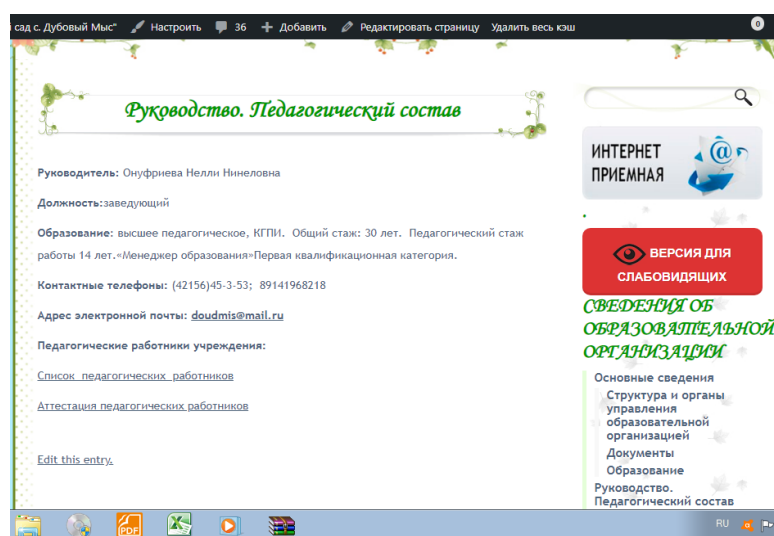 й сад с. Дубовый Мыс" Настроить 36 Добавить Редактировать страницу Удалить весь кэш 0
Руководство. Педагогический состав
Руководитель: Онуфриева Нелли Нинеловна
Должность:заведующий
Образование: высшее педагогическое, КГПИ. Общий стаж: 30 лет. Педагогический стаж
работы 14 лет.«Менеджер образования»Первая квалификационная категория.
Контактные телефоны: (42156)45-3-53; 89141968218
Адрес электронной почты: doudmis@mail.ru
Педагогические работники учреждения:
Список педагогических работников
Аттестация педагогических работников
Edit this entry.
ИНТЕРНЕТ
ПРИЕМНАЯ
@
ВЕРСИЯ ДЛЯ
СЛАБОВИДЯЩИХ
СВЕДЕНИЯ ОБ
ОБРАЗОВАТЕЛЬНОЙ
ОРГАНИЗАЦИИ
Основные сведения
Структура и органы
управления
образовательной
организацией
Документы
Образование
Руководство.
Педагогический состав
PDF
RU